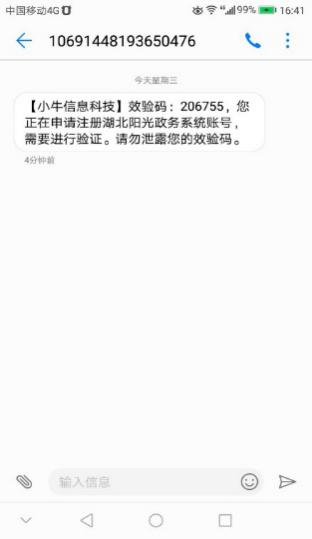 中国移动4G 99% 16:41
10691448193650476
今天星期三
【小牛信息科技】效验码：206755，您
正在申请注册湖北阳光政务系统账号，
需要进行验证。请勿泄露您的效验码。
4分钟前
输入信息